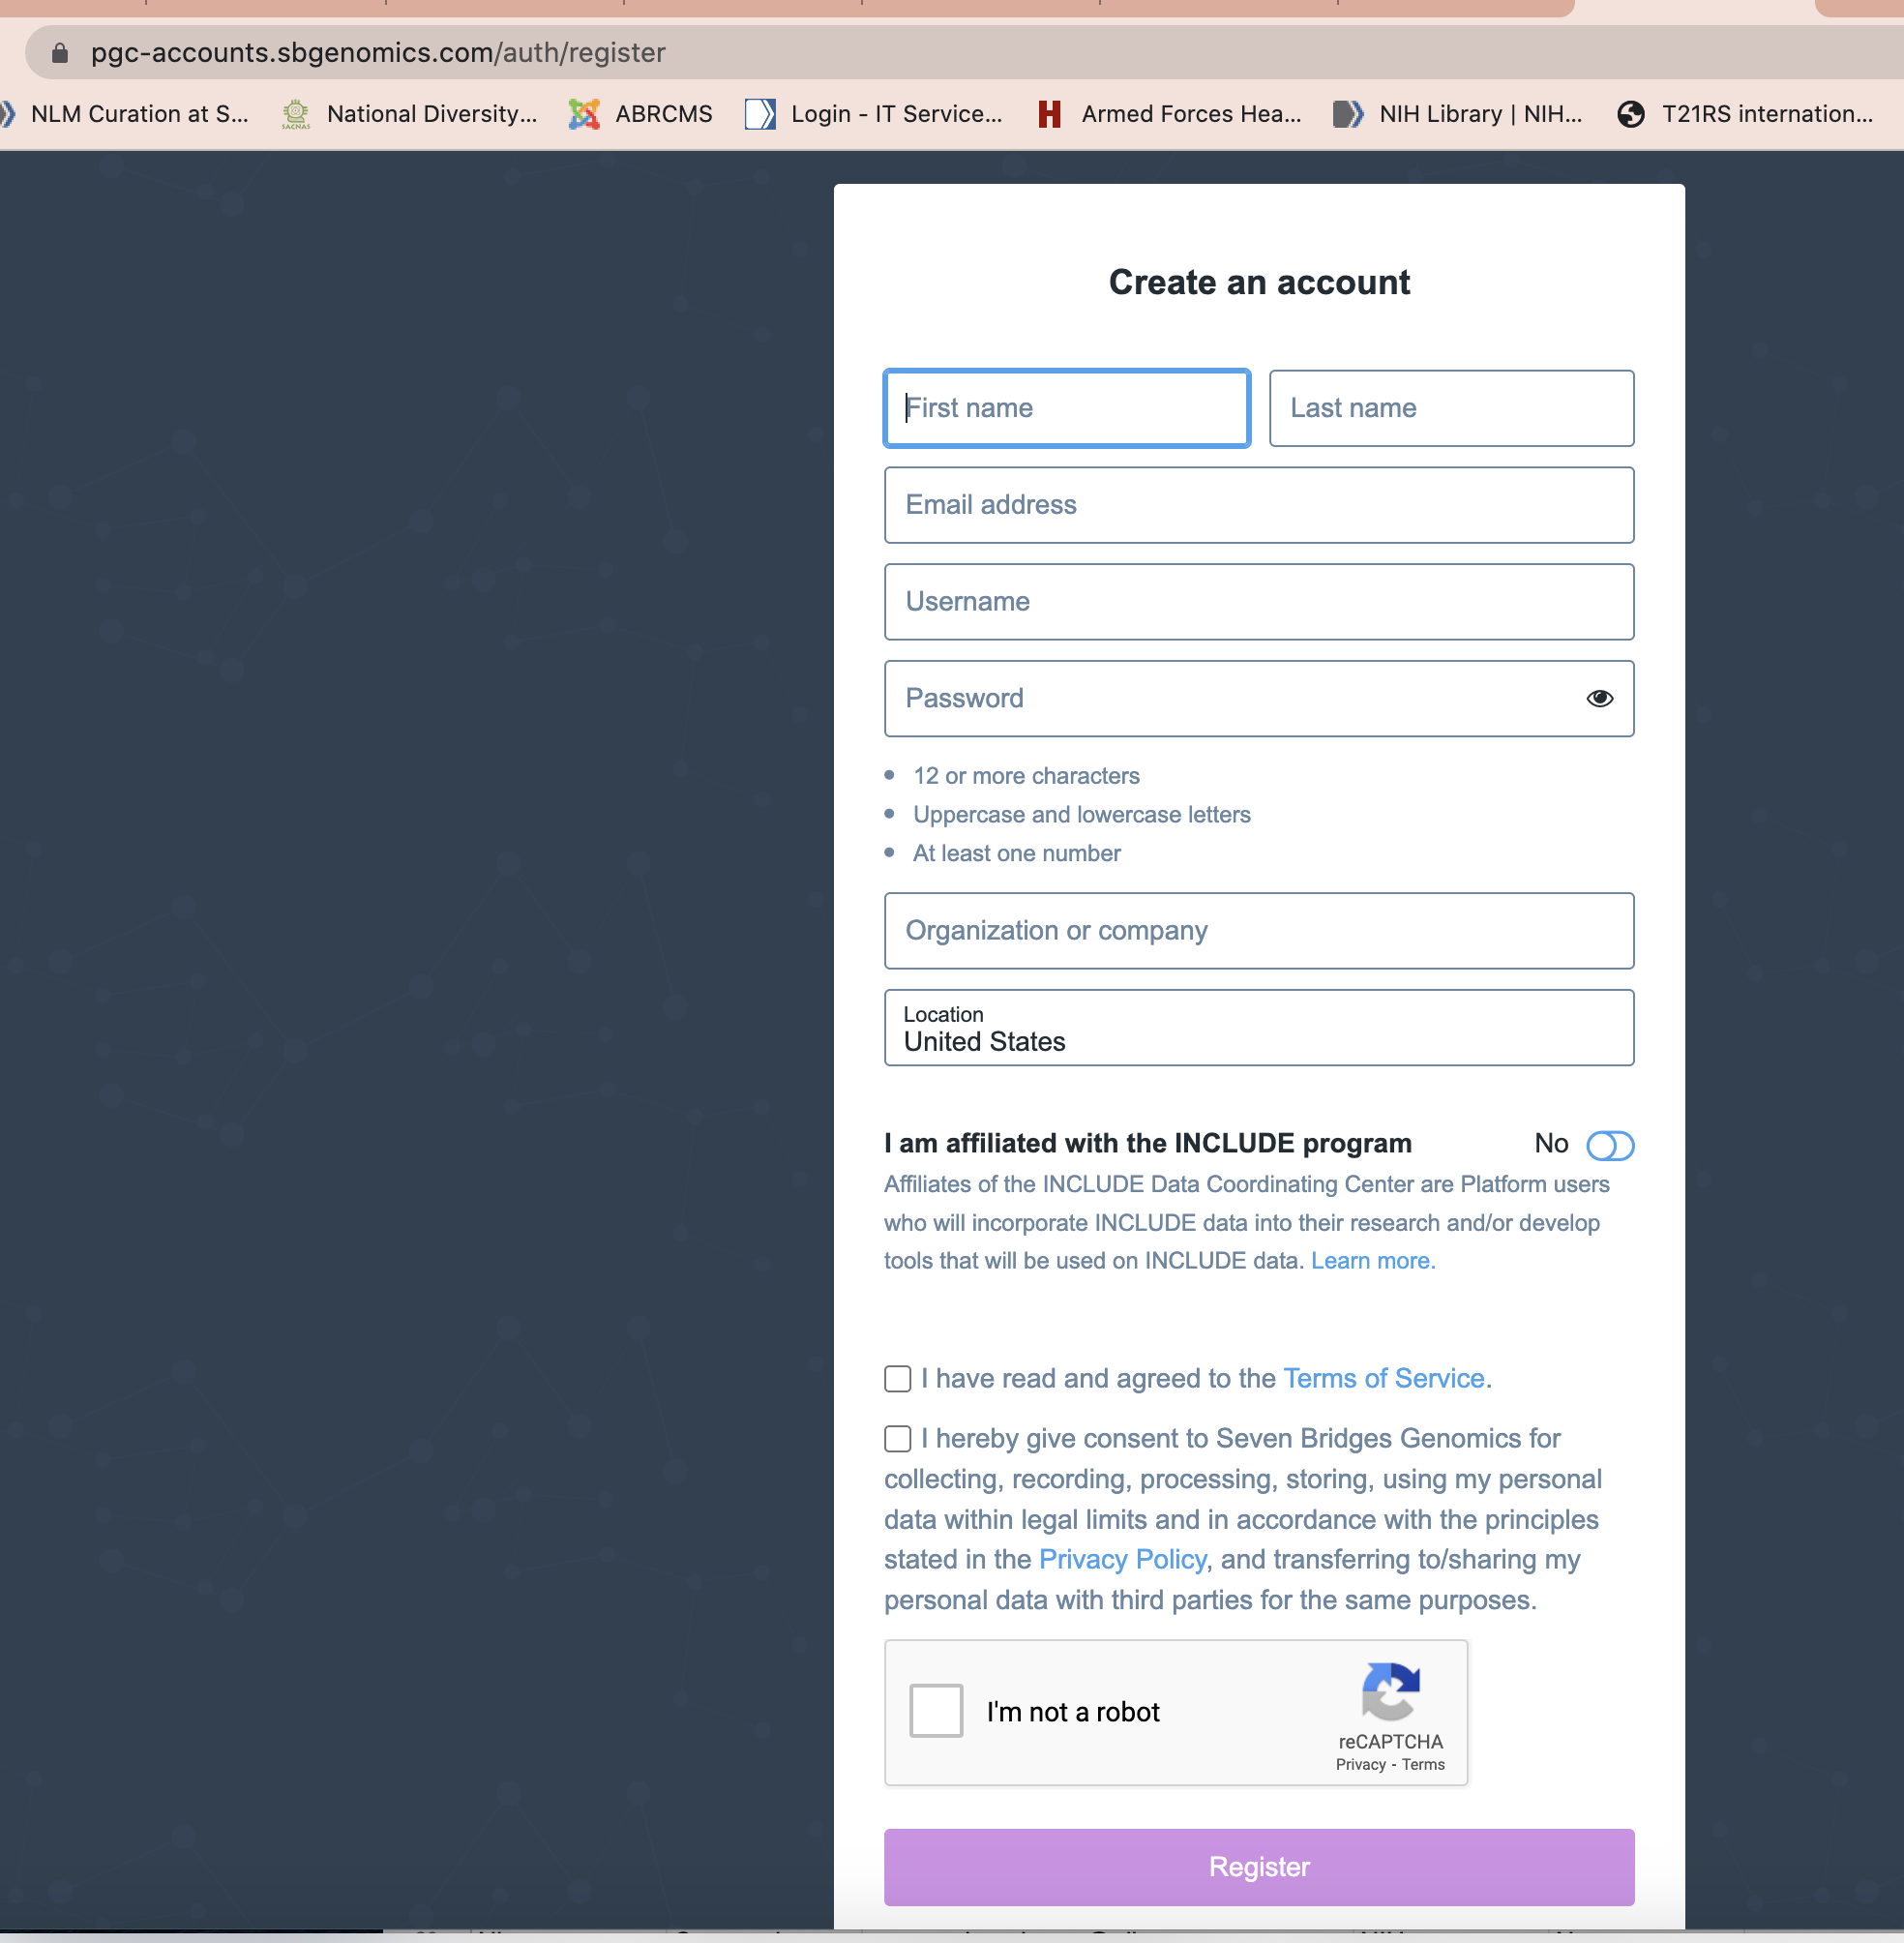 pgc-accounts.sbgenomics.com/auth/register
NLM Curation at S... National Diversity... ABRCMS Login - IT Service... Armed Forces Hea... NIH Library | NIH... T21RS internation...
SACNAS
Create an account
First name Last name
Email address
Username
Password
12 or more characters
Uppercase and lowercase letters
At least one number
Organization or company
Location
United States
I am affiliated with the INCLUDE program No
Affiliates of the INCLUDE Data Coordinating Center are Platform users
who will incorporate INCLUDE data into their research and/or develop
tools that will be used on INCLUDE data. Learn more.
I have read and agreed to the Terms of Service.
I hereby give consent to Seven Bridges Genomics for
collecting, recording, processing, storing, using my personal
data within legal limits and in accordance with the principles
stated in the Privacy Policy, and transferring to/sharing my
personal data with third parties for the same purposes.
I'm not a robot
reCAPTCHA
Privacy - Terms
Register